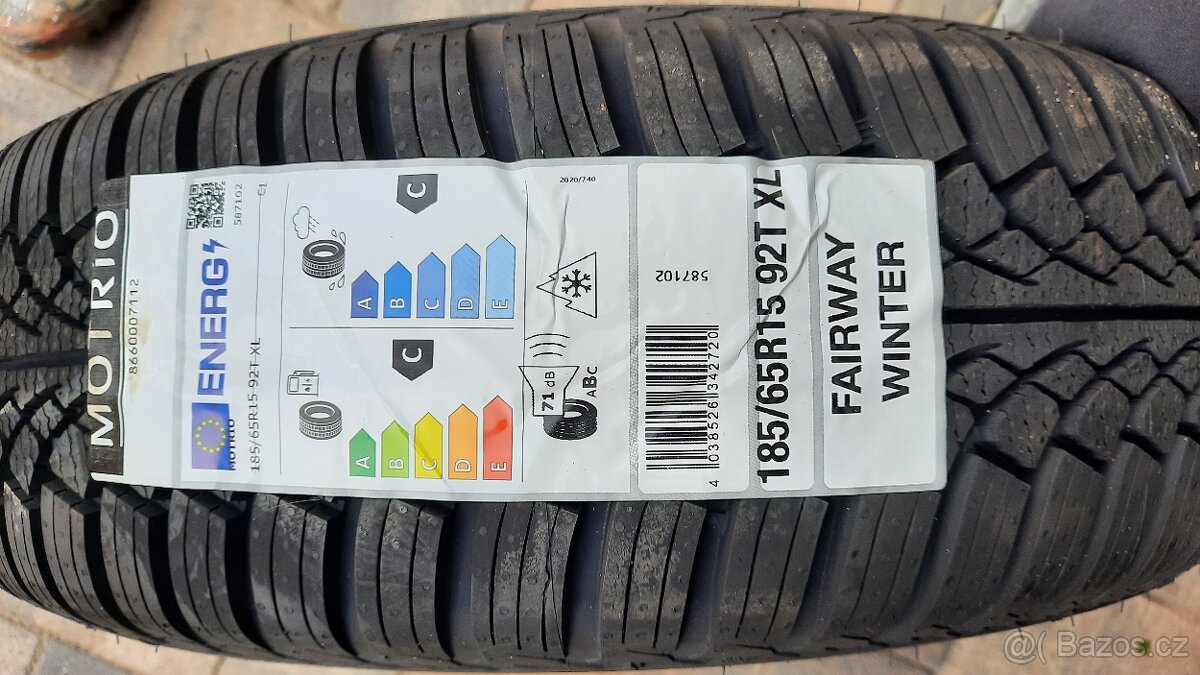 MOTRIO
8660007112
ENERG
587102
MOTRIO
185/65R15 92T XL
C1
C
A
B
C
D
E
C
A
B
C
D
E
2020/740
71 dB
ABC
587102
4 038526 342720
185/65R15 92T XL
FAIRWAY
WINTER
@( Bazos.cz